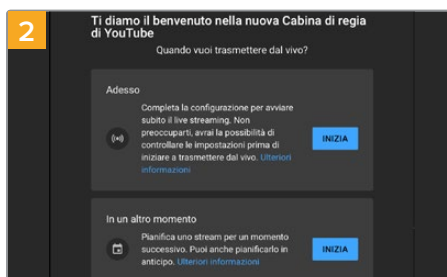 2
Ti diamo il benvenuto nella nuova Cabina di regia
di YouTube
Quando vuoi trasmettere dal vivo?
Adesso
Completa la configurazione per avviare
subito il live streaming. Non
preoccuparti, avrai la possibilità di
controllare le impostazioni prima di
iniziare a trasmettere dal vivo. Ulteriori
informazioni
INIZIA
In un altro momento
Pianifica uno stream per un momento
successivo. Puoi anche pianificarlo in
anticipo. Ulteriori informazioni
INIZIA